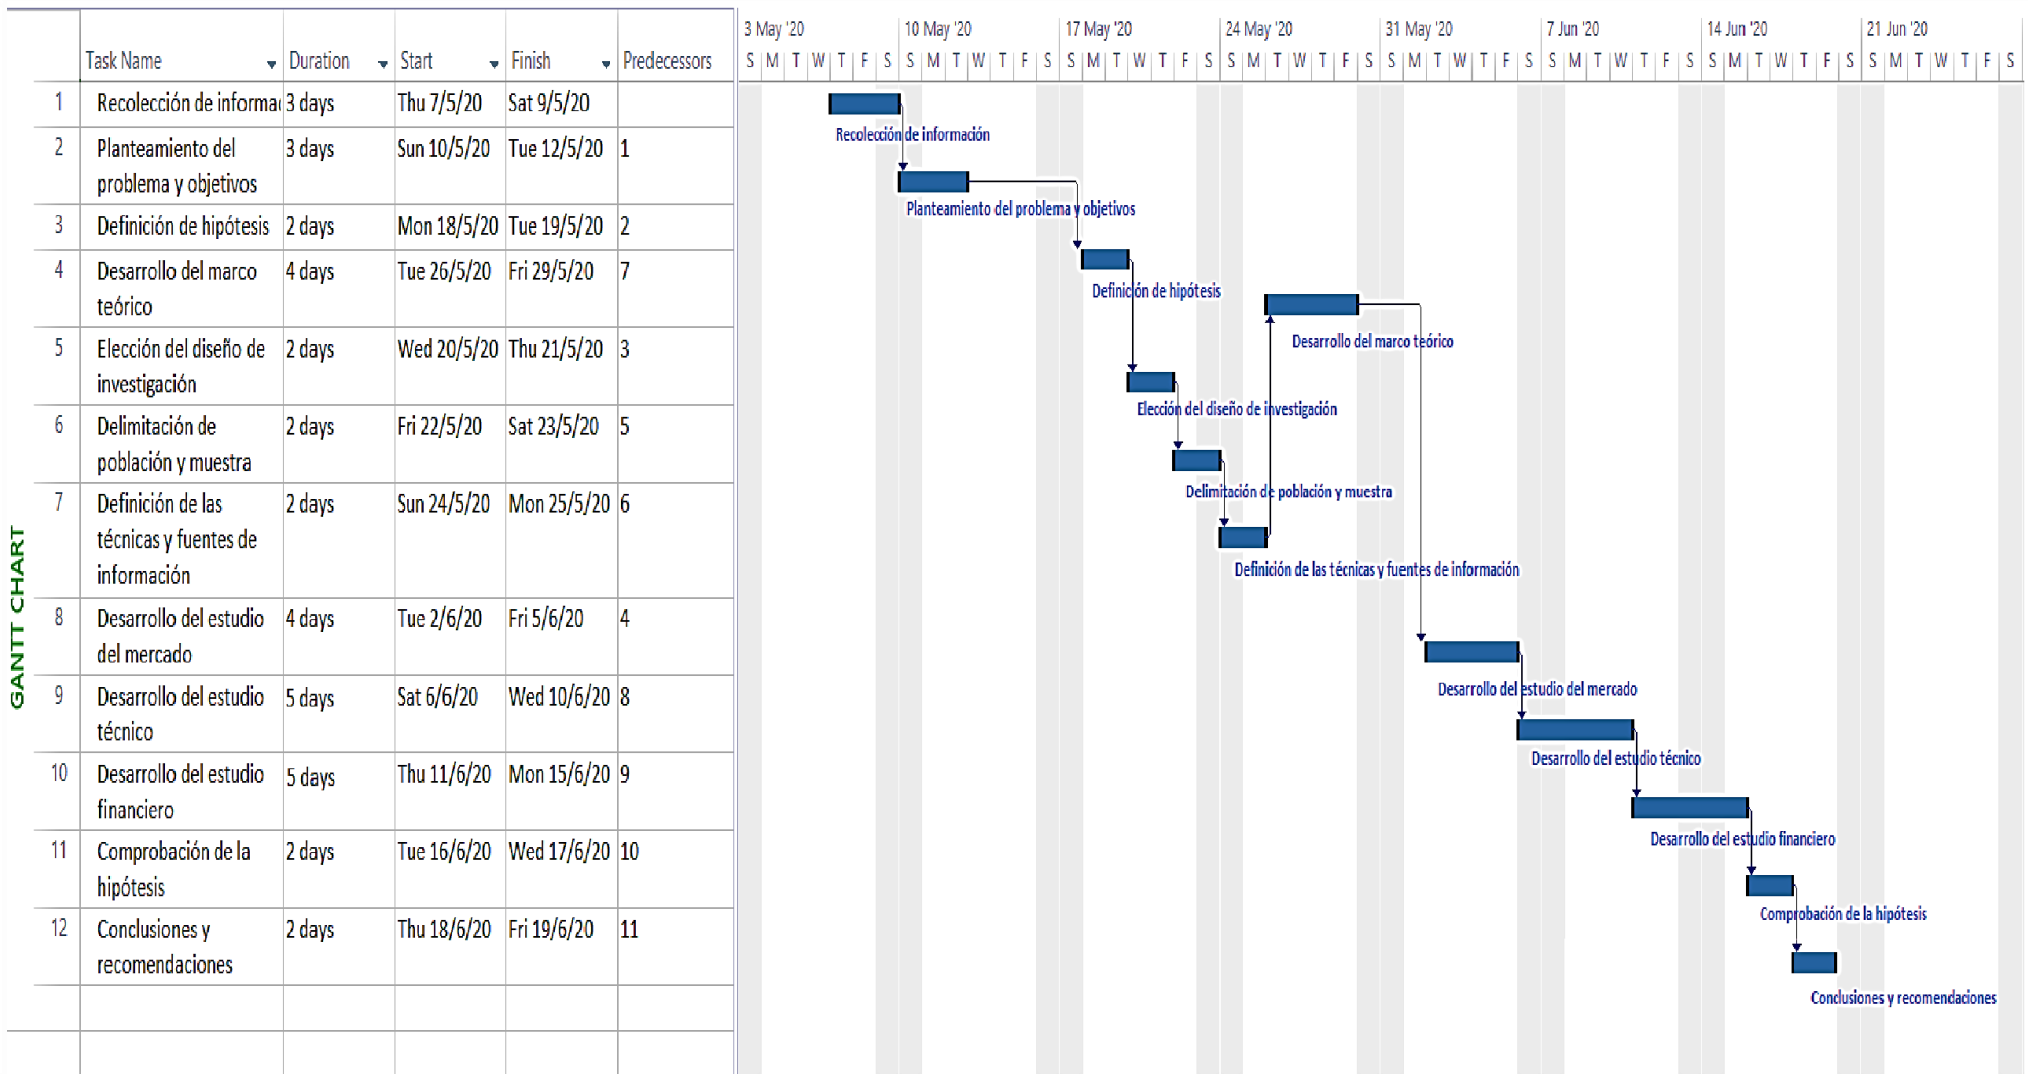 GANTT CHART
Task Name Duration Start Finish Predecessors
1 Recolección de informac 3 days Thu 7/5/20 Sat 9/5/20
2 Planteamiento del 3 days Sun 10/5/20 Tue 12/5/20 1
problema y objetivos
3 Definición de hipótesis 2 days Mon 18/5/20 Tue 19/5/20 2
4 Desarrollo del marco 4 days Tue 26/5/20 Fri 29/5/20 7
teórico
5 Elección del diseño de 2 days Wed 20/5/20 Thu 21/5/20 3
investigación
6 Delimitación de 2 days Fri 22/5/20 Sat 23/5/20 5
población y muestra
7 Definición de las 2 days Sun 24/5/20 Mon 25/5/20 6
técnicas y fuentes de
información
8 Desarrollo del estudio 4 days Tue 2/6/20 Fri 5/6/20 4
del mercado
9 Desarrollo del estudio 5 days Sat 6/6/20 Wed 10/6/20 8
técnico
10 Desarrollo del estudio 5 days Thu 11/6/20 Mon 15/6/20 9
financiero
11 Comprobación de la 2 days Tue 16/6/20 Wed 17/6/20 10
hipótesis
12 Conclusiones y 2 days Thu 18/6/20 Fri 19/6/20 11
recomendaciones
3 May '20 10 May '20 17 May '20 24 May '20 31 May '20 7 Jun '20 14 Jun '20 21 Jun '20
S M T W T F S S M T W T F S S M T W T F S S M T W T F S S M T W T F S S M T W T F S S M T W T F S S M T W T F S
Recolección de información
Planteamiento del problema y objetivos
Definición de hipótesis
Desarrollo del marco teórico
Elección del diseño de investigación
Delimitación de población y muestra
Definición de las técnicas y fuentes de información
Desarrollo del estudio del mercado
Desarrollo del estudio técnico
Desarrollo del estudio financiero
Comprobación de la hipótesis
Conclusiones y recomendaciones